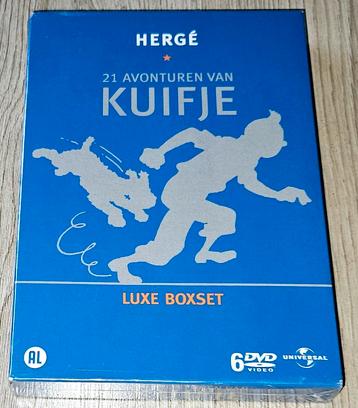 HERGÉ
21 AVONTUREN VAN
KUIFJE
LUXE BOXSET
AL
6 DVD VIDEO
UNIVERSAL